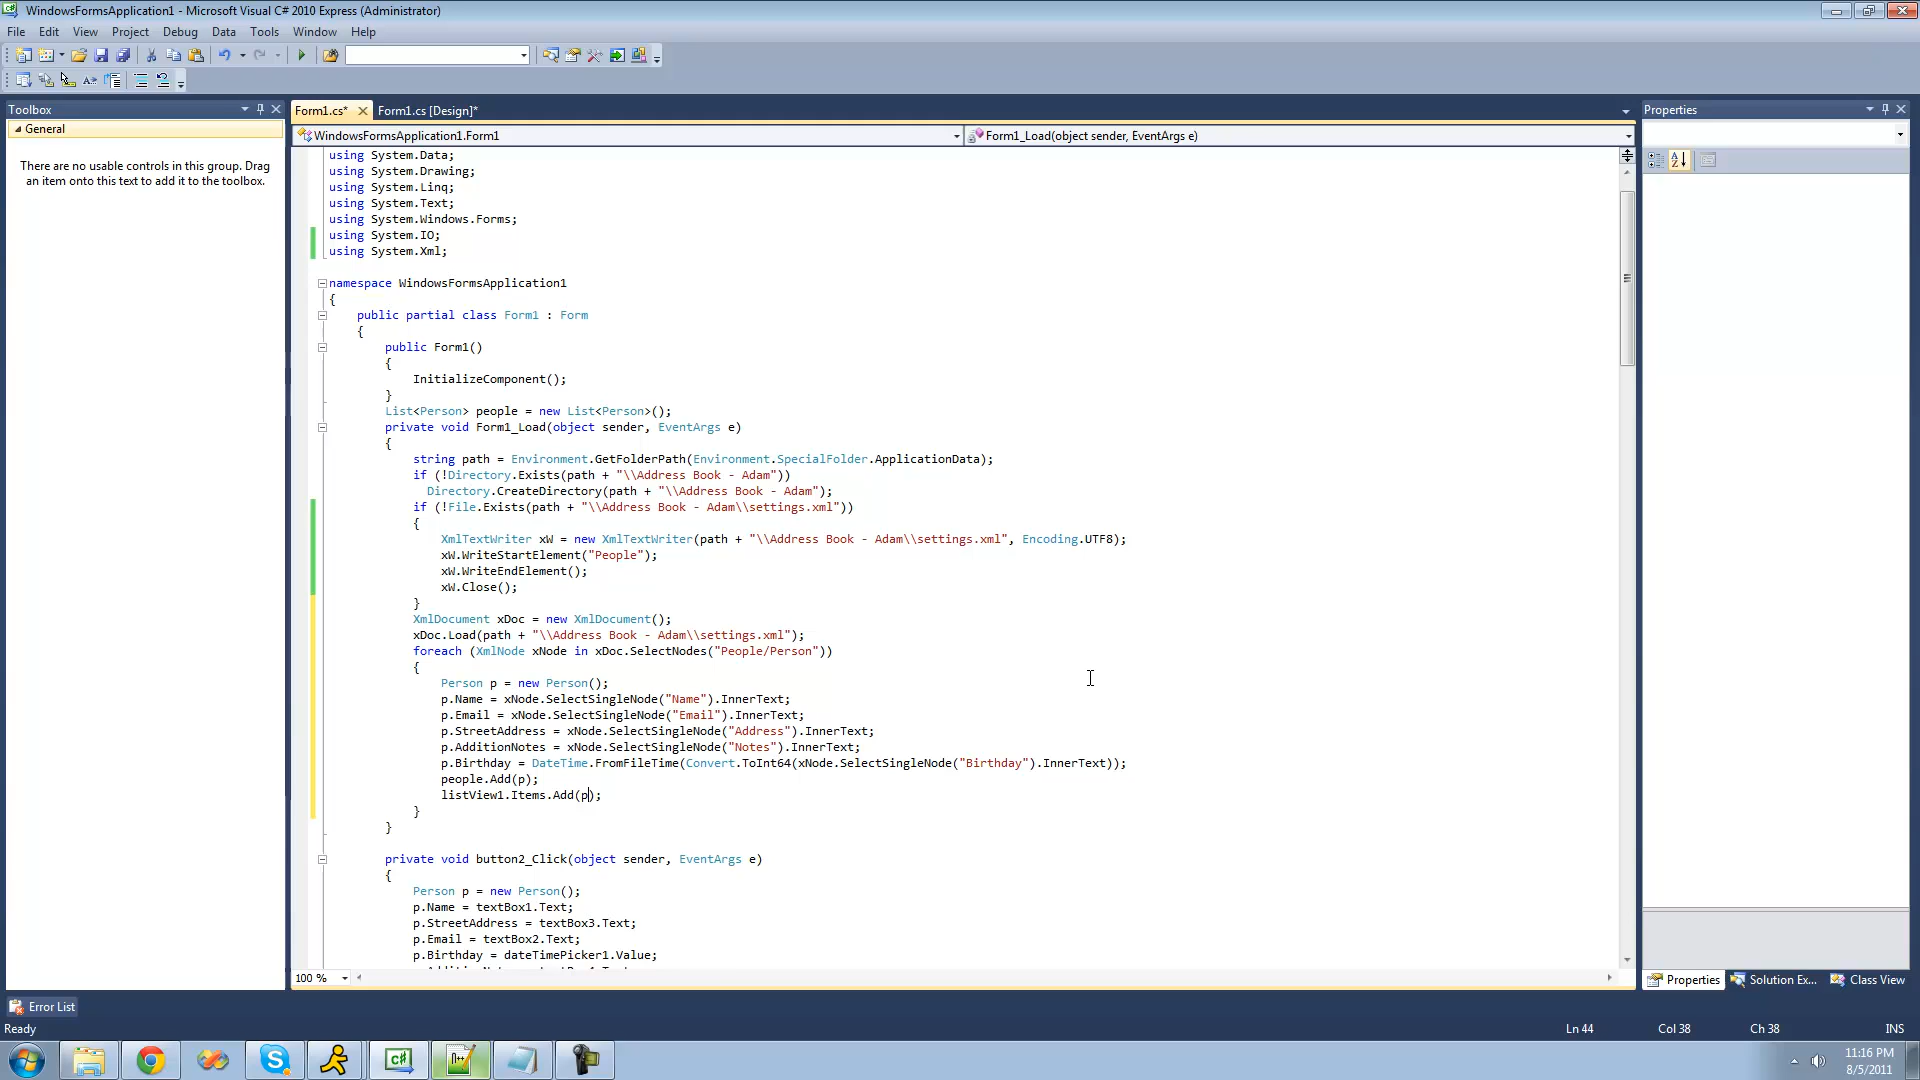 WindowsFormsApplication1 - Microsoft Visual C# 2010 Express (Administrator)
File Edit View Project Debug Data Tools Window Help
Toolbox
General
There are no usable controls in this group. Drag
an item onto this text to add it to the toolbox.
Form1.cs* Form1.cs [Design]*
WindowsFormsApplication1.Form1
Form1_Load(object sender, EventArgs e)
using System.Data;
using System.Drawing;
using System.Linq;
using System.Text;
using System.Windows.Forms;
using System.IO;
using System.Xml;
namespace WindowsFormsApplication1
{
public partial class Form1 : Form
{
public Form1()
{
InitializeComponent();
}
List<Person> people = new List<Person>();
private void Form1_Load(object sender, EventArgs e)
{
string path = Environment.GetFolderPath(Environment.SpecialFolder.ApplicationData);
if (!Directory.Exists(path + "\\Address Book - Adam"))
Directory.CreateDirectory(path + "\\Address Book - Adam");
if (!File.Exists(path + "\\Address Book - Adam\\settings.xml"))
{
XmlTextWriter xW = new XmlTextWriter(path + "\\Address Book - Adam\\settings.xml", Encoding.UTF8);
xW.WriteStartElement("People");
xW.WriteEndElement();
xW.Close();
}
XmlDocument xDoc = new XmlDocument();
xDoc.Load(path + "\\Address Book - Adam\\settings.xml");
foreach (XmlNode xNode in xDoc.SelectNodes("People/Person"))
{
Person p = new Person();
p.Name = xNode.SelectSingleNode("Name").InnerText;
p.Email = xNode.SelectSingleNode("Email").InnerText;
p.StreetAddress = xNode.SelectSingleNode("Address").InnerText;
p.AdditionNotes = xNode.SelectSingleNode("Notes").InnerText;
p.Birthday = DateTime.FromFileTime(Convert.ToInt64(xNode.SelectSingleNode("Birthday").InnerText));
people.Add(p);
listView1.Items.Add(p);
}
}
private void button2_Click(object sender, EventArgs e)
{
Person p = new Person();
p.Name = textBox1.Text;
p.StreetAddress = textBox3.Text;
p.Email = textBox2.Text;
p.Birthday = dateTimePicker1.Value;
100 %
Properties
Properties Solution Ex... Class View
Error List
Ready Ln 44 Col 38 Ch 38 INS
11:16 PM
8/5/2011